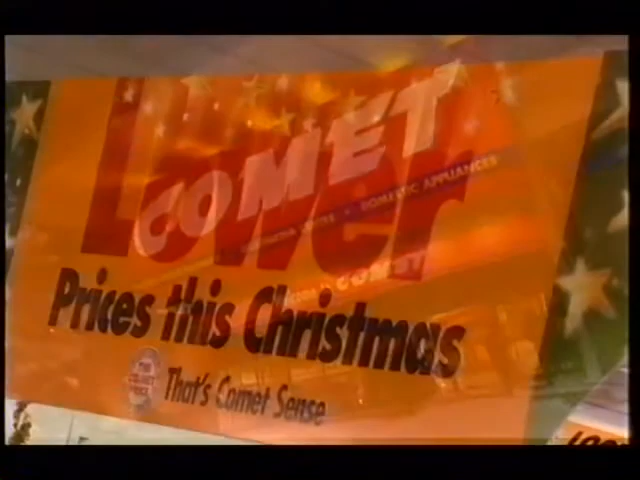 Lower
COMET
DOMESTIC APPLIANCES
COMET
Prices this Christmas
That's Comet Sense